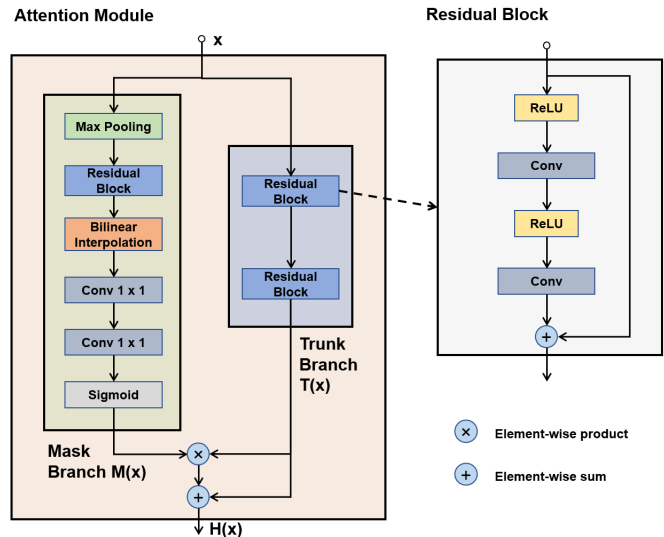 Attention Module
x
Max Pooling
Residual
Block
Bilinear
Interpolation
Conv 1 x 1
Conv 1 x 1
Sigmoid
Mask
Branch M(x)
Residual
Block
Residual
Block
Trunk
Branch
T(x)
×
+
H(x)
Residual Block
ReLU
Conv
ReLU
Conv
+
× Element-wise product
+ Element-wise sum